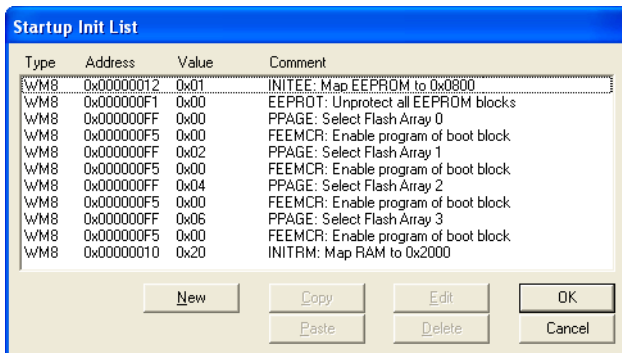 Startup Init List
Type Address Value Comment
WM8 0x00000012 0x01 INITEE: Map EEPROM to 0x0800
WM8 0x000000F1 0x00 EEPROT: Unprotect all EEPROM blocks
WM8 0x000000FF 0x00 PPAGE: Select Flash Array 0
WM8 0x000000F5 0x00 FEEMCR: Enable program of boot block
WM8 0x000000FF 0x02 PPAGE: Select Flash Array 1
WM8 0x000000F5 0x00 FEEMCR: Enable program of boot block
WM8 0x000000FF 0x04 PPAGE: Select Flash Array 2
WM8 0x000000F5 0x00 FEEMCR: Enable program of boot block
WM8 0x000000FF 0x06 PPAGE: Select Flash Array 3
WM8 0x000000F5 0x00 FEEMCR: Enable program of boot block
WM8 0x00000010 0x20 INITRM: Map RAM to 0x2000
New Copy Edit OK
Paste Delete Cancel